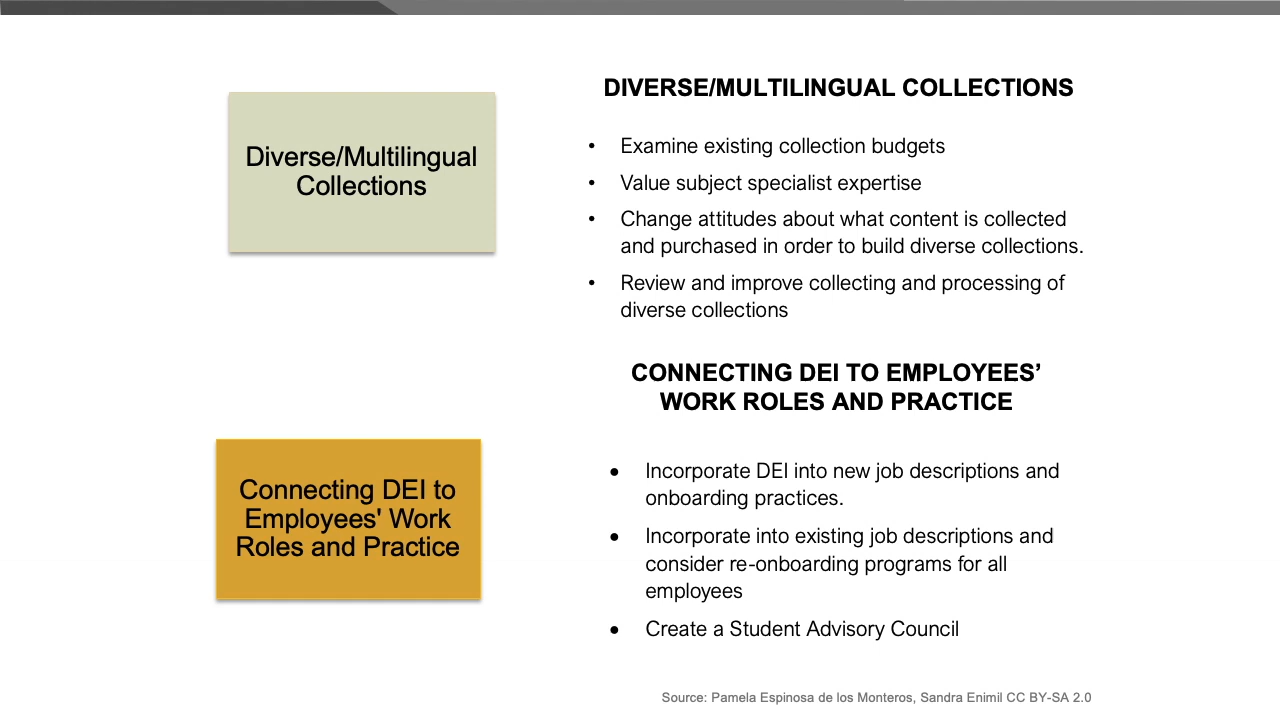 Diverse/Multilingual
Collections
DIVERSE/MULTILINGUAL COLLECTIONS
• Examine existing collection budgets
• Value subject specialist expertise
• Change attitudes about what content is collected
and purchased in order to build diverse collections.
• Review and improve collecting and processing of
diverse collections
Connecting DEI to
Employees' Work
Roles and Practice
CONNECTING DEI TO EMPLOYEES’
WORK ROLES AND PRACTICE
● Incorporate DEI into new job descriptions and
onboarding practices.
● Incorporate into existing job descriptions and
consider re-onboarding programs for all
employees
● Create a Student Advisory Council
Source: Pamela Espinosa de los Monteros, Sandra Enimil CC BY-SA 2.0